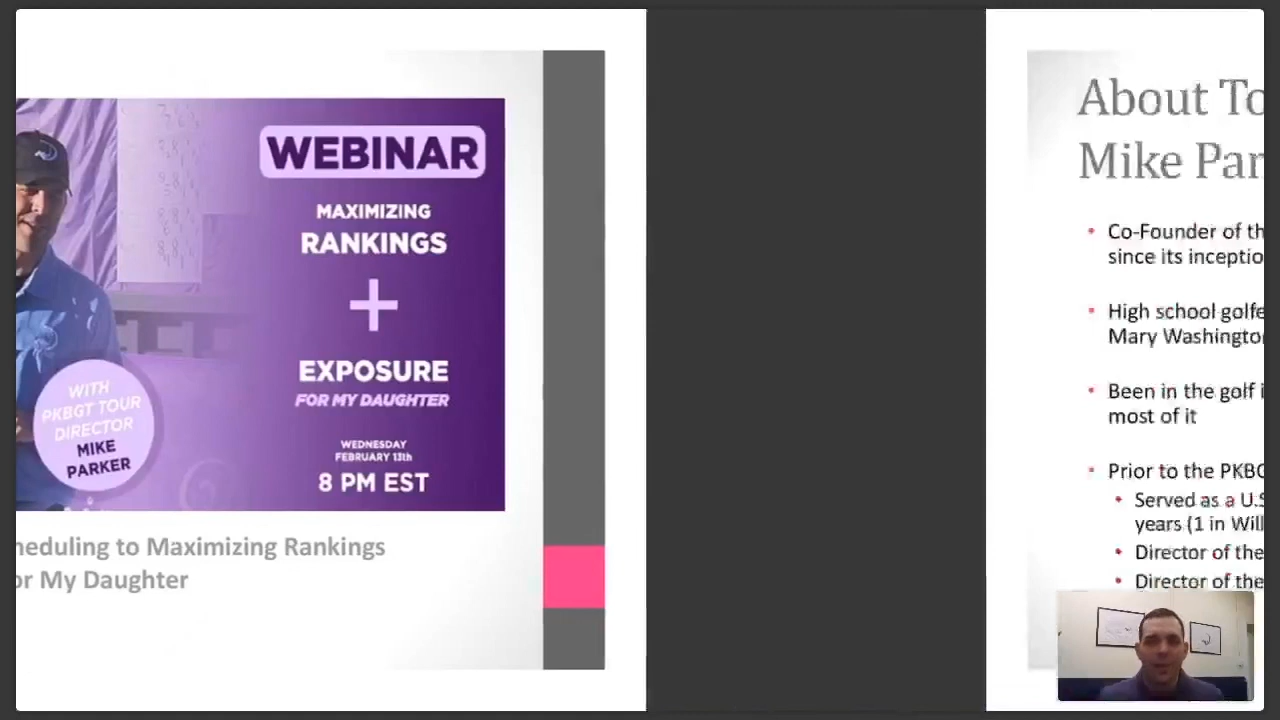 WEBINAR
MAXIMIZING
RANKINGS
+
EXPOSURE
FOR MY DAUGHTER
WEDNESDAY
FEBRUARY 13th
8 PM EST
WITH
PKBGT TOUR
DIRECTOR
MIKE
PARKER
heduling to Maximizing Rankings
or My Daughter
About To
Mike Par
• Co-Founder of th
since its inceptio
• High school golfe
Mary Washingto
• Been in the golf i
most of it
• Prior to the PKBG
• Served as a U.S
years (1 in Will
• Director of the
• Director of the